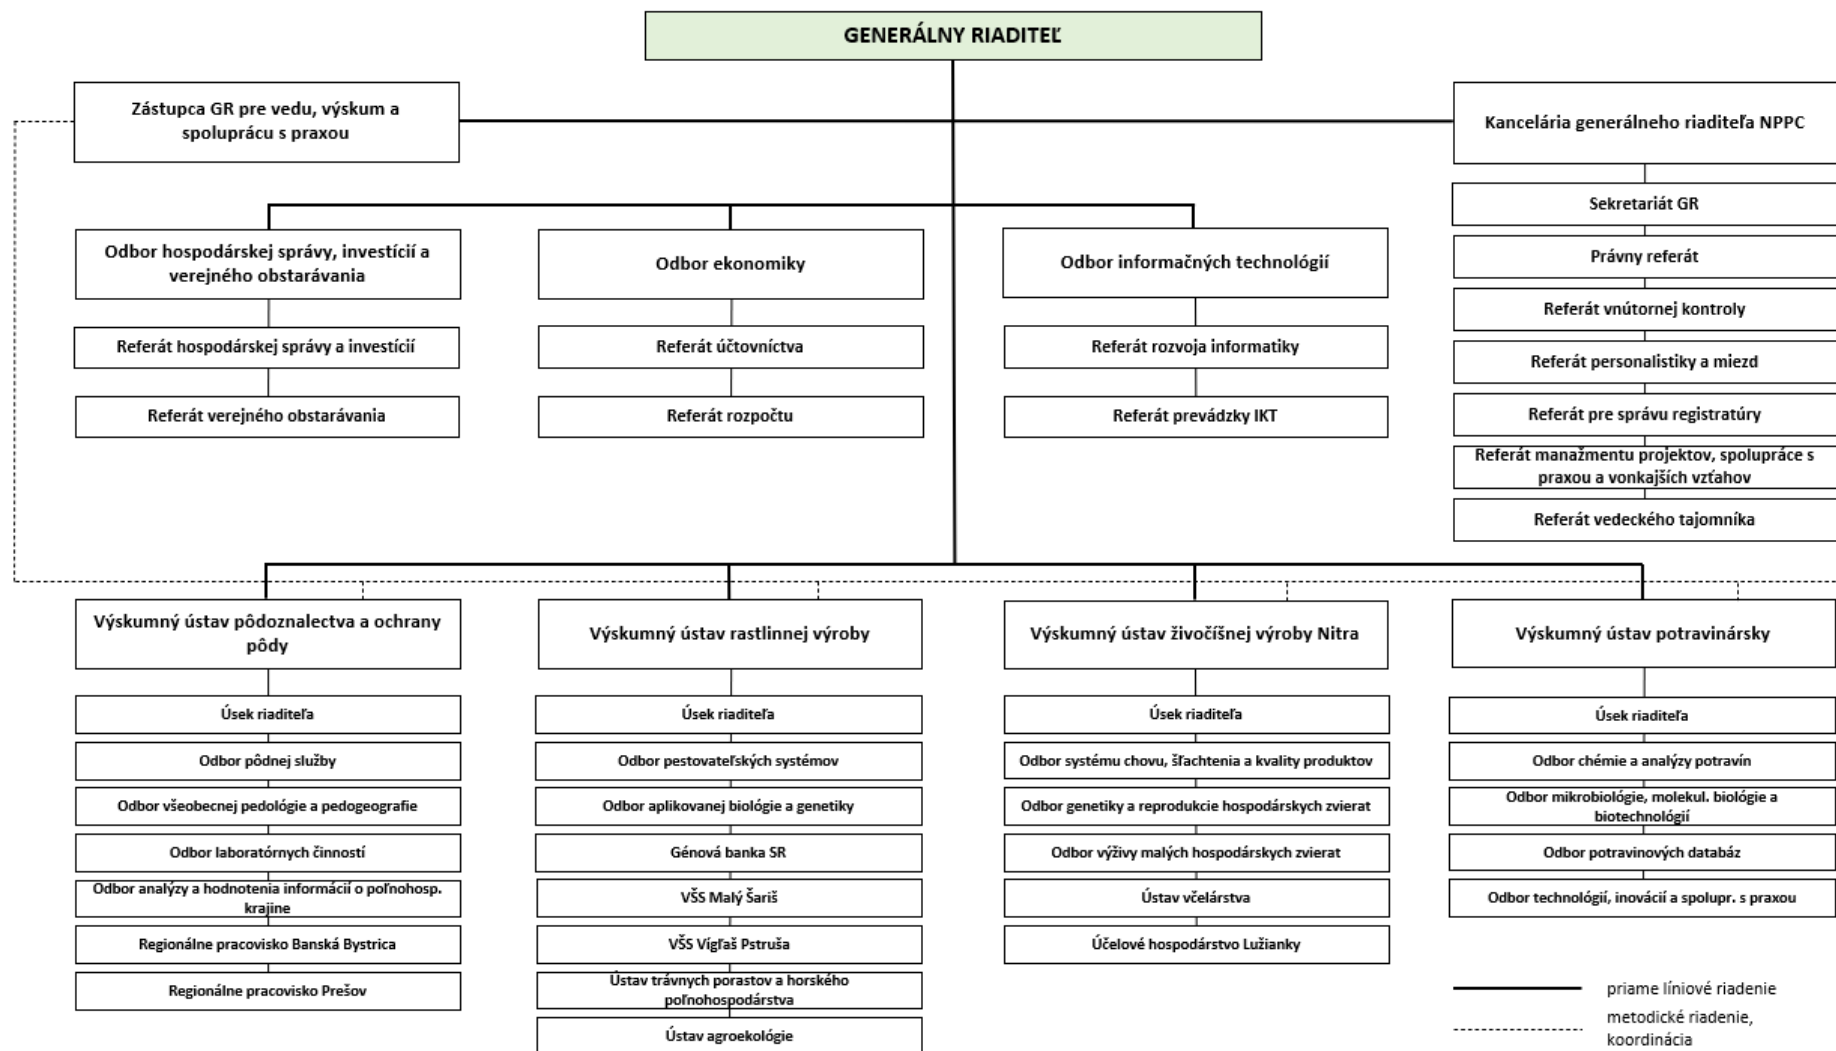 GENERÁLNY RIADITEĽ
Zástupca GR pre vedu, výskum a
spoluprácu s praxou
Kancelária generálneho riaditeľa NPPC
Sekretariát GR
Právny referát
Referát vnútornej kontroly
Referát personalistiky a miezd
Referát pre správu registratúry
Referát manažmentu projektov, spolupráce s
praxou a vonkajších vzťahov
Referát vedeckého tajomníka
Odbor hospodárskej správy, investícií a
verejného obstarávania
Referát hospodárskej správy a investícií
Referát verejného obstarávania
Odbor ekonomiky
Referát účtovníctva
Referát rozpočtu
Odbor informačných technológií
Referát rozvoja informatiky
Referát prevádzky IKT
Výskumný ústav pôdoznalectva a ochrany
pôdy
Úsek riaditeľa
Odbor pôdnej služby
Odbor všeobecnej pedológie a pedogeografie
Odbor laboratórnych činností
Odbor analýzy a hodnotenia informácií o poľnohosp.
krajine
Regionálne pracovisko Banská Bystrica
Regionálne pracovisko Prešov
Výskumný ústav rastlinnej výroby
Úsek riaditeľa
Odbor pestovateľských systémov
Odbor aplikovanej biológie a genetiky
Génová banka SR
VŠS Malý Šariš
VŠS Vígľaš Pstruša
Ústav trávnych porastov a horského
poľnohospodárstva
Ústav agroekológie
Výskumný ústav živočíšnej výroby Nitra
Úsek riaditeľa
Odbor systému chovu, šľachtenia a kvality produktov
Odbor genetiky a reprodukcie hospodárskych zvierat
Odbor výživy malých hospodárskych zvierat
Ústav včelárstva
Účelové hospodárstvo Lužianky
Výskumný ústav potravinársky
Úsek riaditeľa
Odbor chémie a analýzy potravín
Odbor mikrobiológie, molekul. biológie a
biotechnológií
Odbor potravinových databáz
Odbor technológií, inovácií a spolupr. s praxou
priame líniové riadenie
metodické riadenie,
koordinácia